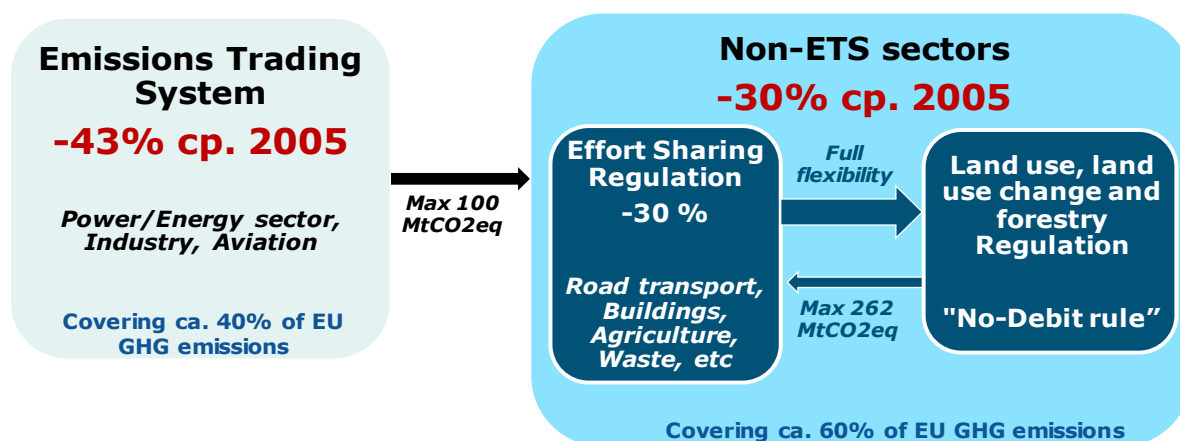 Emissions Trading
System
-43% cp. 2005
Power/Energy sector,
Industry, Aviation
Covering ca. 40% of EU
GHG emissions
Max 100
MtCO2eq
Non-ETS sectors
-30% cp. 2005
Effort Sharing
Regulation
-30 %
Road transport,
Buildings,
Agriculture,
Waste, etc
Full
flexibility
Max 262
MtCO2eq
Land use, land
use change and
forestry
Regulation
"No-Debit rule”
Covering ca. 60% of EU GHG emissions